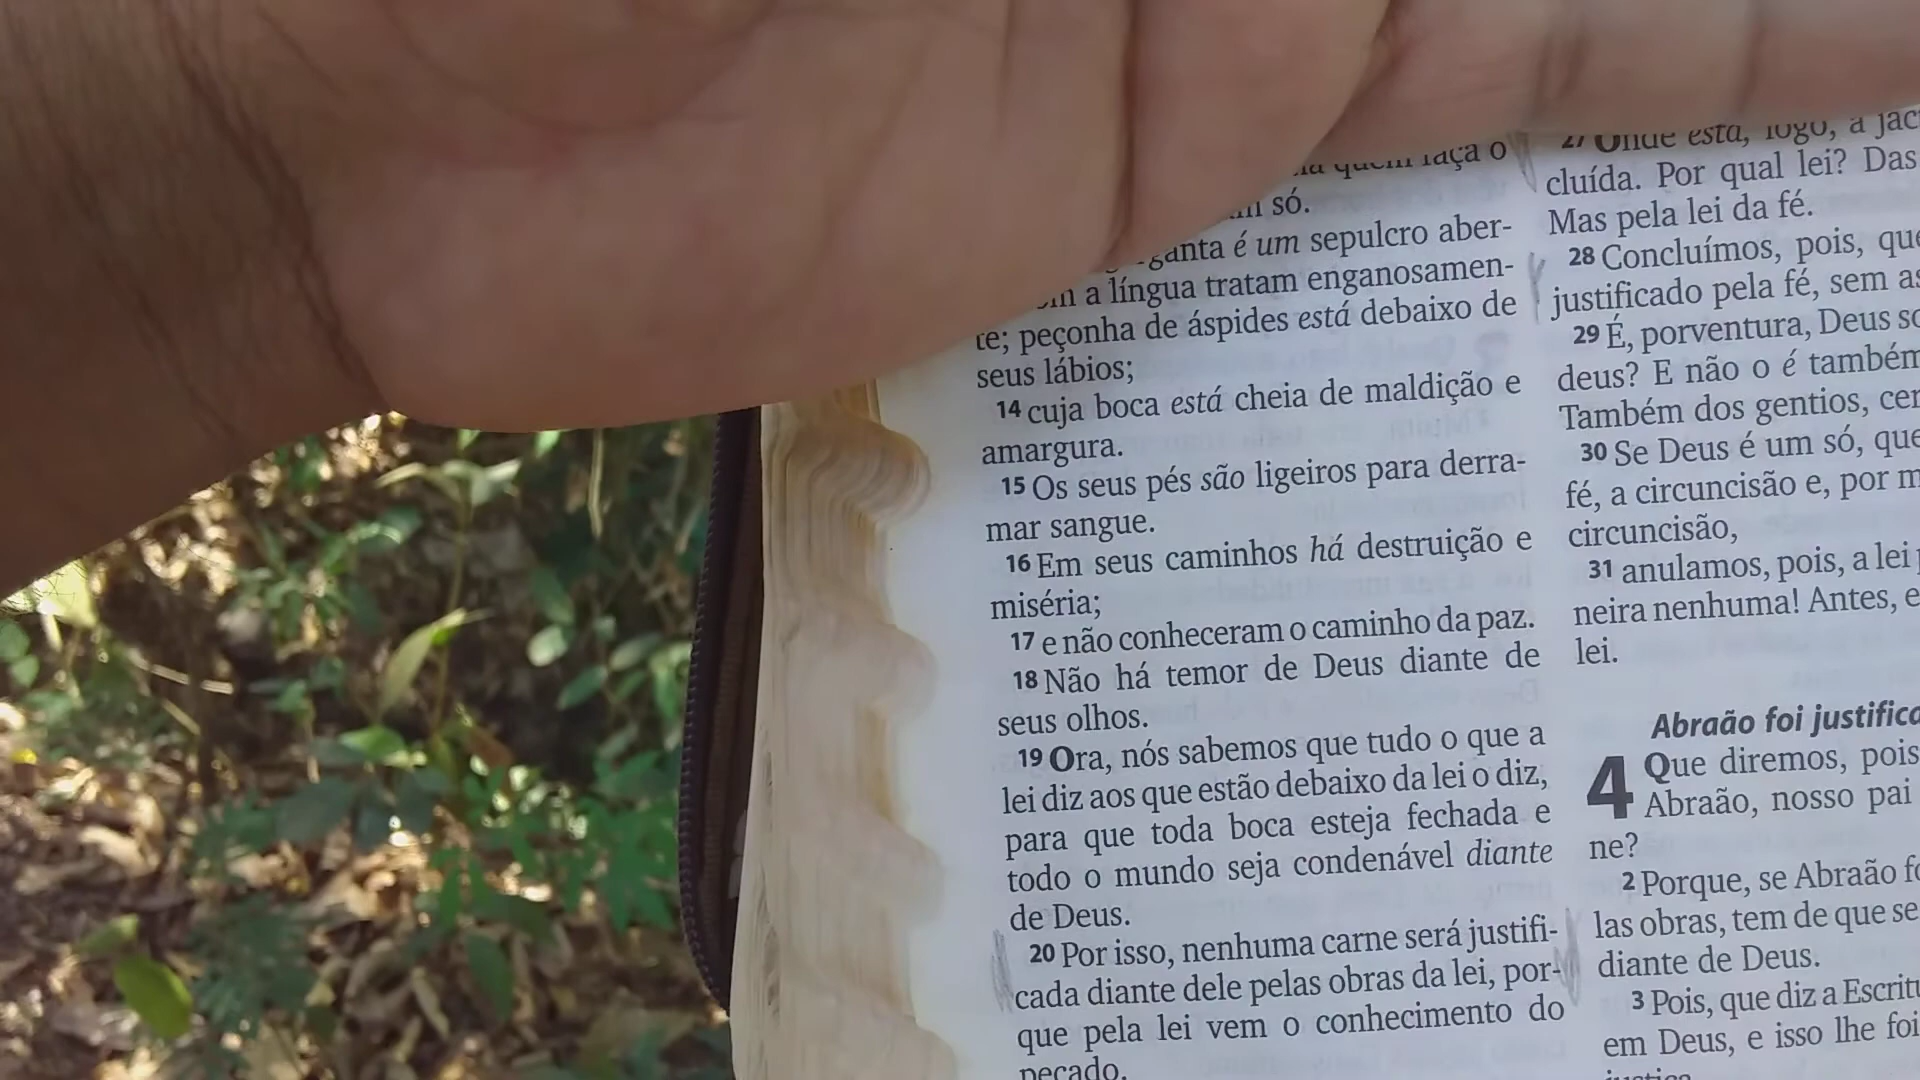 faça o
só.
é um sepulcro aber-
a língua tratam enganosamen-
te; peçonha de áspides está debaixo de
seus lábios;
14 cuja boca está cheia de maldição e
amargura.
15 Os seus pés são ligeiros para derra-
mar sangue.
16 Em seus caminhos há destruição e
miséria;
17 e não conheceram o caminho da paz.
18 Não há temor de Deus diante de
seus olhos.
19 Ora, nós sabemos que tudo o que a
lei diz aos que estão debaixo da lei o diz,
para que toda boca esteja fechada e
todo o mundo seja condenável diante
de Deus.
20 Por isso, nenhuma carne será justifi-
cada diante dele pelas obras da lei, por-
que pela lei vem o conhecimento do
pecado.
27 Onde está, logo, a
cluída. Por qual lei? Das
Mas pela lei da fé.
28 Concluímos, pois, que
justificado pela fé, sem
29 É, porventura, Deus
deus? E não o é também
Também dos gentios,
30 Se Deus é um só, que
fé, a circuncisão e, por
circuncisão,
31 anulamos, pois, a lei
neira nenhuma! Antes,
lei.
Abraão foi
4 Que diremos, pois
Abraão, nosso pai
ne?
2 Porque, se Abraão
las obras, tem de que se
diante de Deus.
3 Pois, que diz a
em Deus, e isso lhe foi